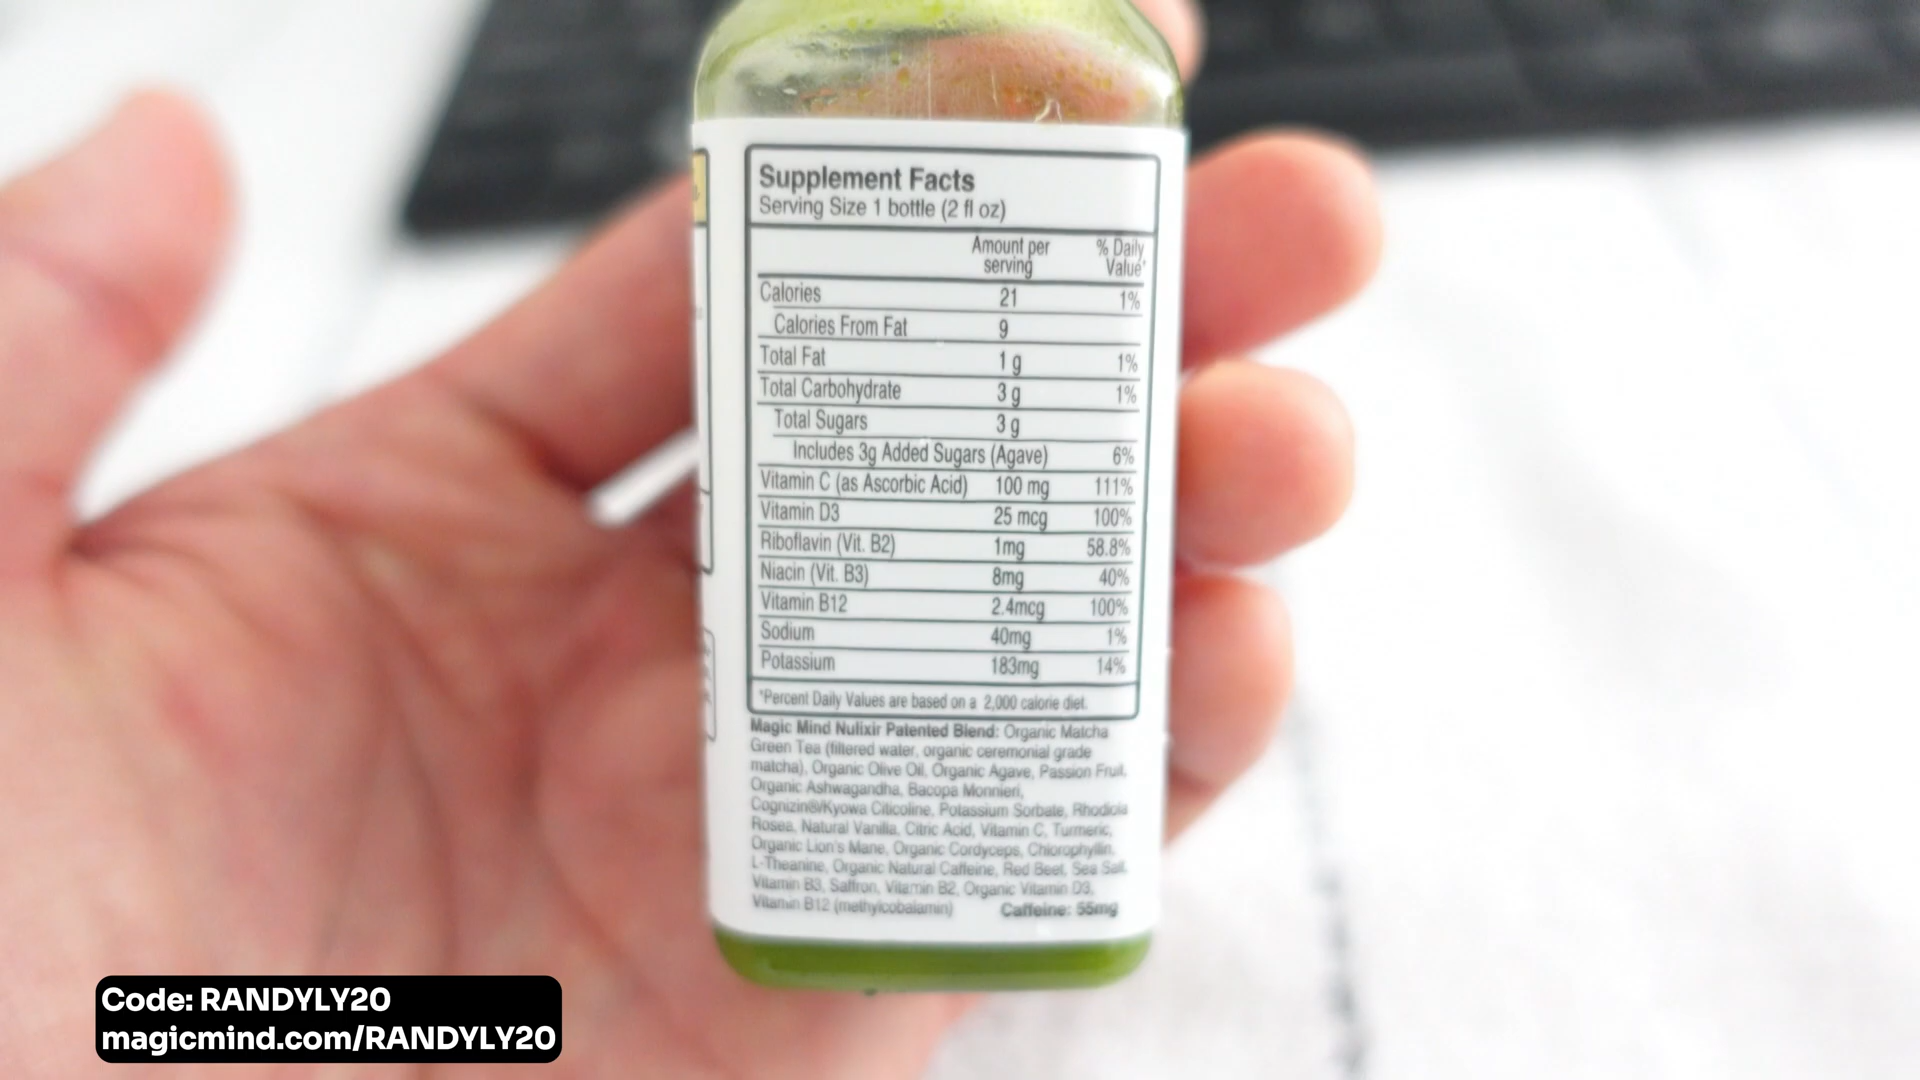 Supplement Facts
Serving Size 1 bottle (2 fl oz)
Amount per serving % Daily Value*
Calories 21 1%
Calories From Fat 9
Total Fat 1 g 1%
Total Carbohydrate 3 g 1%
Total Sugars 3 g
Includes 3g Added Sugars (Agave) 6%
Vitamin C (as Ascorbic Acid) 100 mg 111%
Vitamin D3 25 mcg 100%
Riboflavin (Vit. B2) 1mg 58.8%
Niacin (Vit. B3) 8mg 40%
Vitamin B12 2.4mcg 100%
Sodium 40mg 1%
Potassium 183mg 14%
*Percent Daily Values are based on a 2,000 calorie diet.
Magic Mind Nulixir Patented Blend: Organic Matcha
Green Tea (filtered water, organic ceremonial grade
matcha), Organic Olive Oil, Organic Agave, Passion Fruit,
Organic Ashwagandha, Bacopa Monnieri,
Cognizin®/Kyowa Citicoline, Potassium Sorbate, Rhodiola
Rosea, Natural Vanilla, Citric Acid, Vitamin C, Turmeric,
Organic Lion's Mane, Organic Cordyceps, Chlorophyllin,
L-Theanine, Organic Natural Caffeine, Red Beet, Sea Salt,
Vitamin B3, Saffron, Vitamin B2, Organic Vitamin D3,
Vitamin B12 (methylcobalamin) Caffeine: 55mg
Code: RANDYLY20
magicmind.com/RANDYLY20